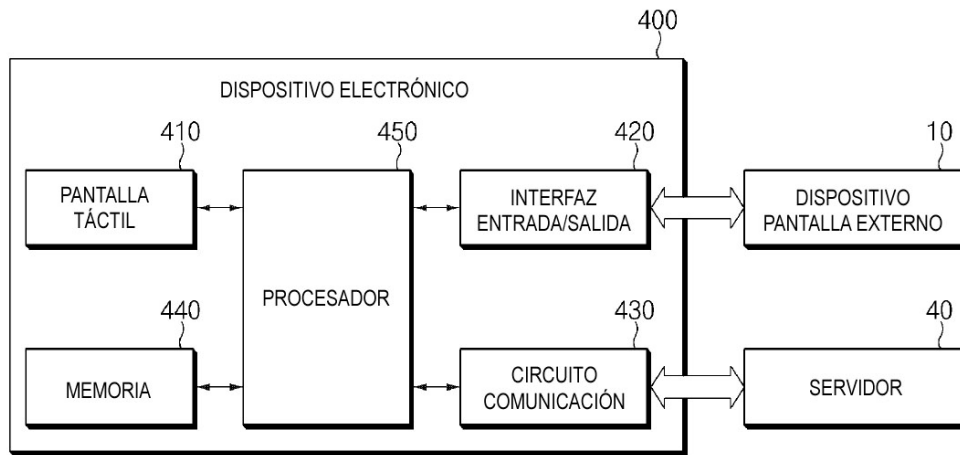 400
DISPOSITIVO ELECTRÓNICO
410
450
420
10
PANTALLA
TÁCTIL
PROCESADOR
INTERFAZ
ENTRADA/SALIDA
DISPOSITIVO
PANTALLA EXTERNO
440
430
40
MEMORIA
CIRCUITO
COMUNICACIÓN
SERVIDOR